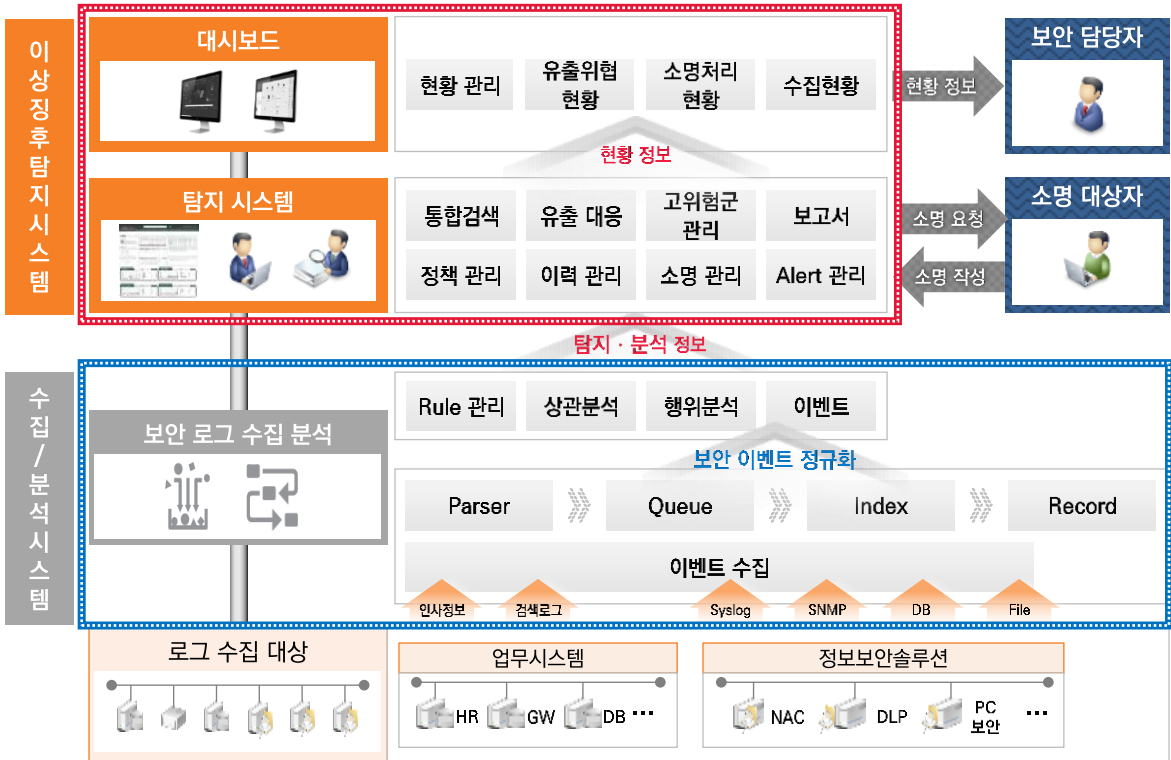 이상징후탐지시스템
대시보드
현황 관리
유출위협
현황
소명처리
현황
수집현황
현황 정보
보안 담당자
현황 정보
탐지 시스템
통합검색
유출 대응
고위험군
관리
보고서
정책 관리
이력 관리
소명 관리
Alert 관리
소명 요청
소명 작성
소명 대상자
탐지 · 분석 정보
수집/분석시스템
보안 로그 수집 분석
Rule 관리
상관분석
행위분석
이벤트
보안 이벤트 정규화
Parser
Queue
Index
Record
이벤트 수집
인사정보
검색로그
Syslog
SNMP
DB
File
로그 수집 대상
업무시스템
HR
GW
DB
...
정보보안솔루션
NAC
DLP
PC
보안
...